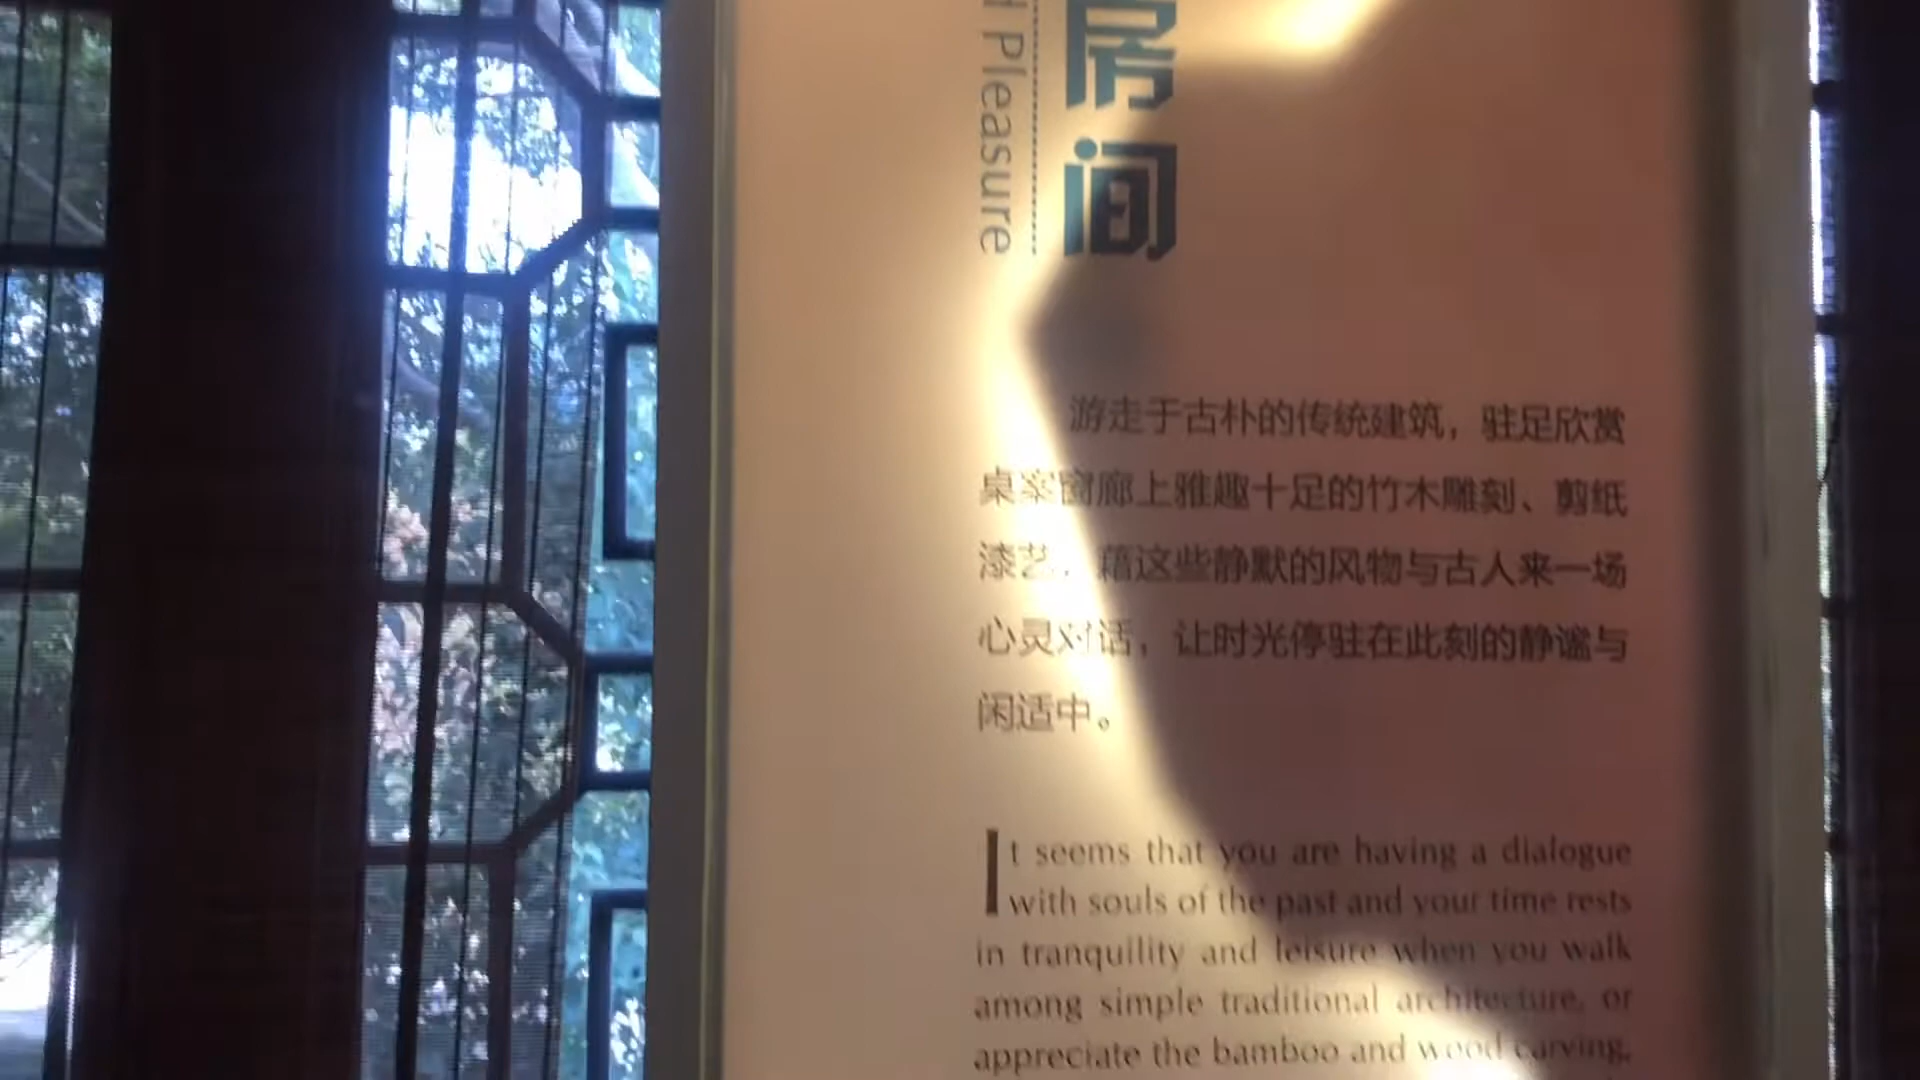 房间
Pleasure
游走于古朴的传统建筑，驻足欣赏
桌案窗廊上雅趣十足的竹木雕刻、剪纸
漆艺，藉这些静默的风物与古人来一场
心灵对话，让时光停驻在此刻的静谧与
闲适中。
It seems that you are having a dialogue
with souls of the past and your time rests
in tranquility and leisure when you walk
among simple traditional architecture, or
appreciate the bamboo and wood carving,